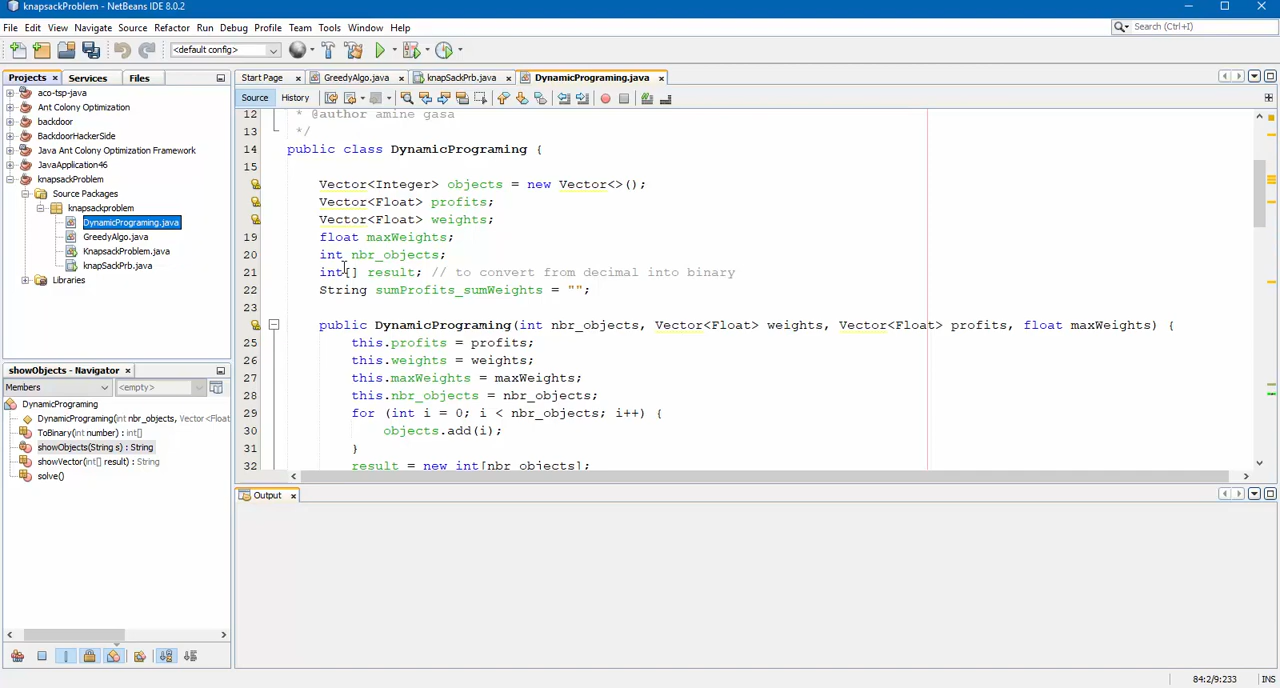 knapsackProblem - NetBeans IDE 8.0.2
File Edit View Navigate Source Refactor Run Debug Profile Team Tools Window Help
Search (Ctrl+I)
<default config>
Projects Services Files
Start Page GreedyAlgo.java knapSackPrb.java DynamicPrograming.java
Source History
aco-tsp-java
Ant Colony Optimization
backdoor
BackdoorHackerSide
Java Ant Colony Optimization Framework
JavaApplication46
knapsackProblem
Source Packages
knapsackproblem
DynamicPrograming.java
GreedyAlgo.java
KnapsackProblem.java
knapSackPrb.java
Libraries
showObjects - Navigator
Members <empty>
DynamicPrograming
DynamicPrograming(int nbr_objects, Vector<Float
ToBinary(int number) : int[]
showObjects(String s) : String
showVector(int[] result) : String
solve()
12 * @author amine gasa
13 */
14 public class DynamicPrograming {
15
Vector<Integer> objects = new Vector<>();
Vector<Float> profits;
Vector<Float> weights;
19 float maxWeights;
20 int nbr_objects;
21 int[] result; // to convert from decimal into binary
22 String sumProfits_sumWeights = "";
23
public DynamicPrograming(int nbr_objects, Vector<Float> weights, Vector<Float> profits, float maxWeights) {
25 this.profits = profits;
26 this.weights = weights;
27 this.maxWeights = maxWeights;
28 this.nbr_objects = nbr_objects;
29 for (int i = 0; i < nbr_objects; i++) {
30 objects.add(i);
31 }
32 result = new int[nbr_objects];
Output
84:2/9:233 INS